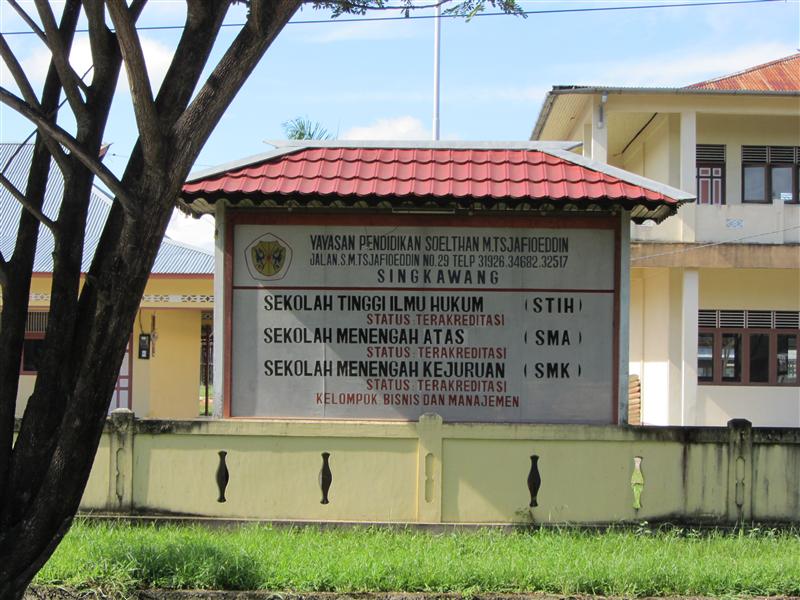 YAYASAN PENDIDIKAN SOELTHAN M.TSJAFIOEDDIN
JALAN.S.M.TSJAFIOEDDIN NO.29 TELP 31926.34682.32517
SINGKAWANG
SEKOLAH TINGGI ILMU HUKUM (STIH)
STATUS: TERAKREDITASI
SEKOLAH MENENGAH ATAS (SMA)
STATUS: TERAKREDITASI
SEKOLAH MENENGAH KEJURUAN (SMK)
STATUS: TERAKREDITASI
KELOMPOK. BISNIS DAN MANAJEMEN